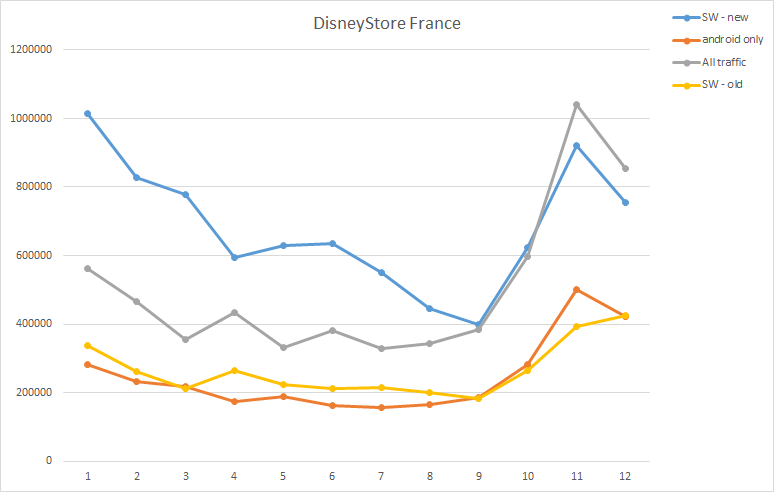 DisneyStore France
SW - new
android only
All traffic
SW - old
1200000
1000000
800000
600000
400000
200000
0
1 2 3 4 5 6 7 8 9 10 11 12